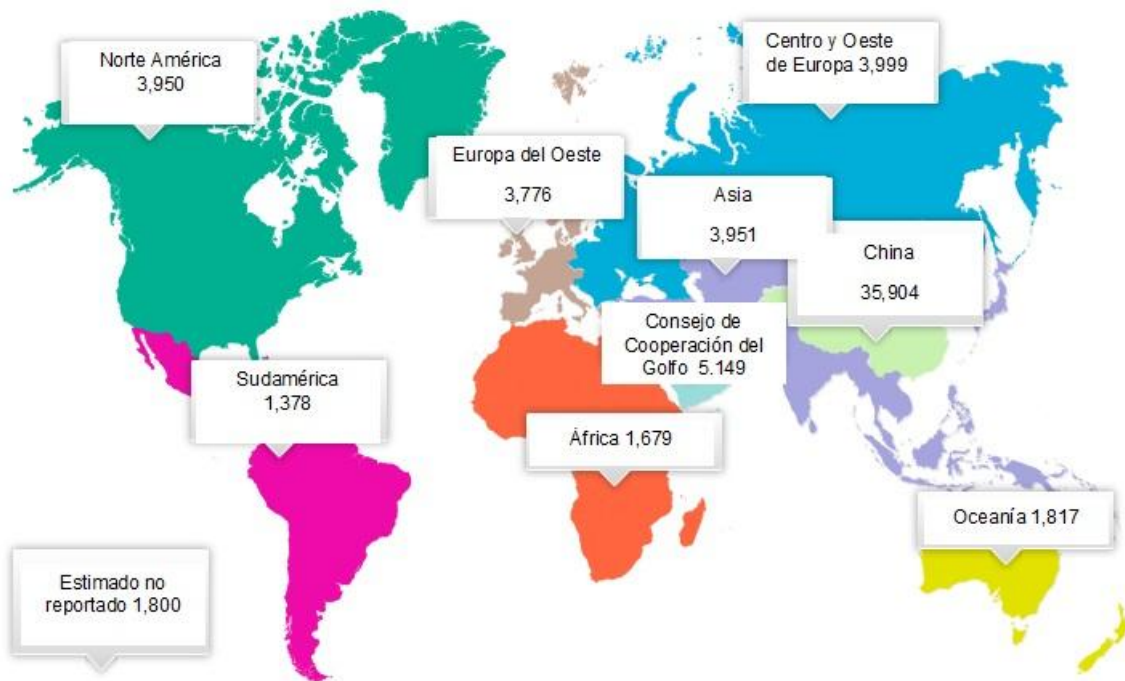 Norte América
3,950
Centro y Oeste
de Europa 3,999
Europa del Oeste
3,776
Asia
3,951
China
35,904
Consejo de
Cooperación del
Golfo 5.149
Sudamérica
1,378
África 1,679
Oceanía 1,817
Estimado no
reportado 1,800